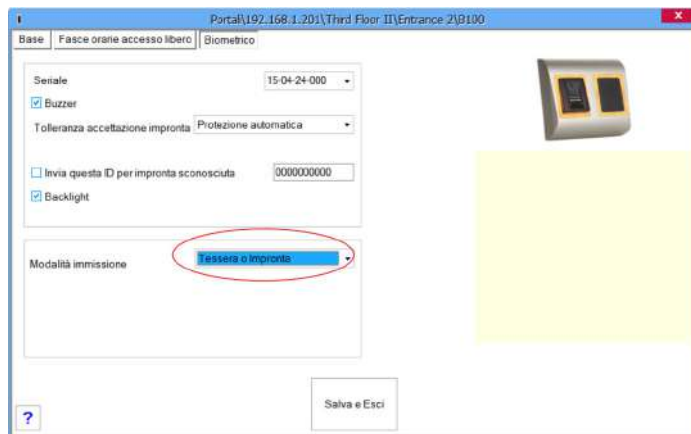 Portal\192.168.1.201\Third Floor II\Entrance 2\B100
x
Base Fasce orarie accesso libero Biometrico
Seriale 15-04-24-000
Buzzer
Tolleranza accettazione impronta Protezione automatica
Invia questa ID per impronta sconosciuta 0000000000
Backlight
Modalità immissione Tessera o Impronta
Salva e Esci
?